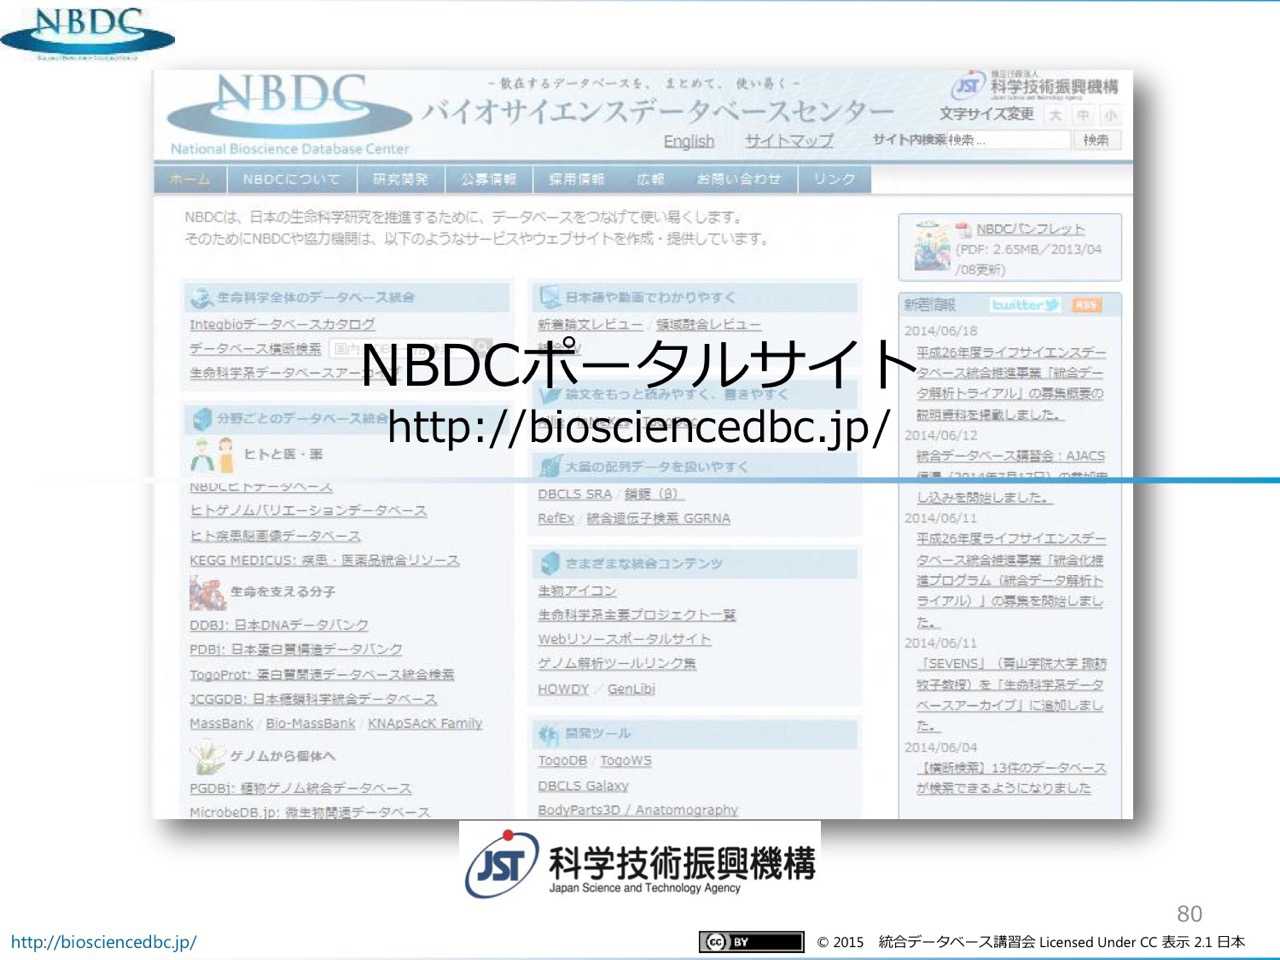 NBDC
NBDC
National Bioscience Database Center
~散在するデータベースを、まとめて、使い易く~
バイオサイエンスデータベースセンター
JST 独立行政法人
科学技術振興機構
Japan Science and Technology Agency
文字サイズ変更 大 中 小
English サイトマップ サイト内検索 検索... 検索
ホーム NBDCについて 研究開発 公募情報 採用情報 広報 お問い合わせ リンク
NBDCは、日本の生命科学研究を推進するために、データベースをつなげて使い易くします。
そのためにNBDCや協力機関は、以下のようなサービスやウェブサイトを作成・提供しています。
生命科学全体のデータベース統合
Integbioデータベースカタログ
データベース横断検索
生命科学系データベースアーカイブ
分野ごとのデータベース統合
ヒトと医・薬
NBDCヒトデータベース
ヒトゲノムバリエーションデータベース
ヒト疾患脳画像データベース
KEGG MEDICUS: 疾患・医薬品統合リソース
生命を支える分子
DDBJ: 日本DNAデータバンク
PDBj: 日本蛋白質構造データバンク
TogoProt: 蛋白質関連データベース統合検索
JCGGDB: 日本糖鎖科学統合データベース
MassBank / Bio-MassBank / KNApSAcK Family
ゲノムから個体へ
PGDBj: 植物ゲノム統合データベース
MicrobeDB.jp: 微生物関連データベース
日本語や動画でわかりやすく
新着論文レビュー / 領域融合レビュー
NBDCポータルサイト
論文をもっと読みやすく、書きやすく
http://biosciencedbc.jp/
大量の配列データを扱いやすく
DBCLS SRA / 鎖鋸（β）
RefEx / 統合遺伝子検索 GGRNA
さまざまな統合コンテンツ
生物アイコン
生命科学系主要プロジェクト一覧
Webリソースポータルサイト
ゲノム解析ツールリンク集
HOWDY / GenLibi
開発ツール
TogoDB / TogoWS
DBCLS Galaxy
BodyParts3D / Anatomography
NBDCパンフレット
(PDF: 2.65MB/2013/04
/08更新)
新着情報 twitter RSS
2014/06/18
平成26年度ライフサイエンスデー
タベース統合推進事業「統合デー
タ解析トライアル」の募集概要の
説明資料を掲載しました。
2014/06/12
統合データベース講習会：AJACS
し込みを開始しました。
2014/06/11
平成26年度ライフサイエンスデー
タベース統合推進事業「統合化推
進プログラム（統合データ解析ト
ライアル）」の募集を開始しまし
た。
2014/06/11
「SEVENS」（青山学院大学 諏訪
牧子教授）を「生命科学系データ
ベースアーカイブ」に追加しまし
た。
2014/06/04
【横断検索】13件のデータベース
が検索できるようになりました
JST 科学技術振興機構
Japan Science and Technology Agency
80
http://biosciencedbc.jp/
cc BY © 2015 統合データベース講習会 Licensed Under CC 表示 2.1 日本